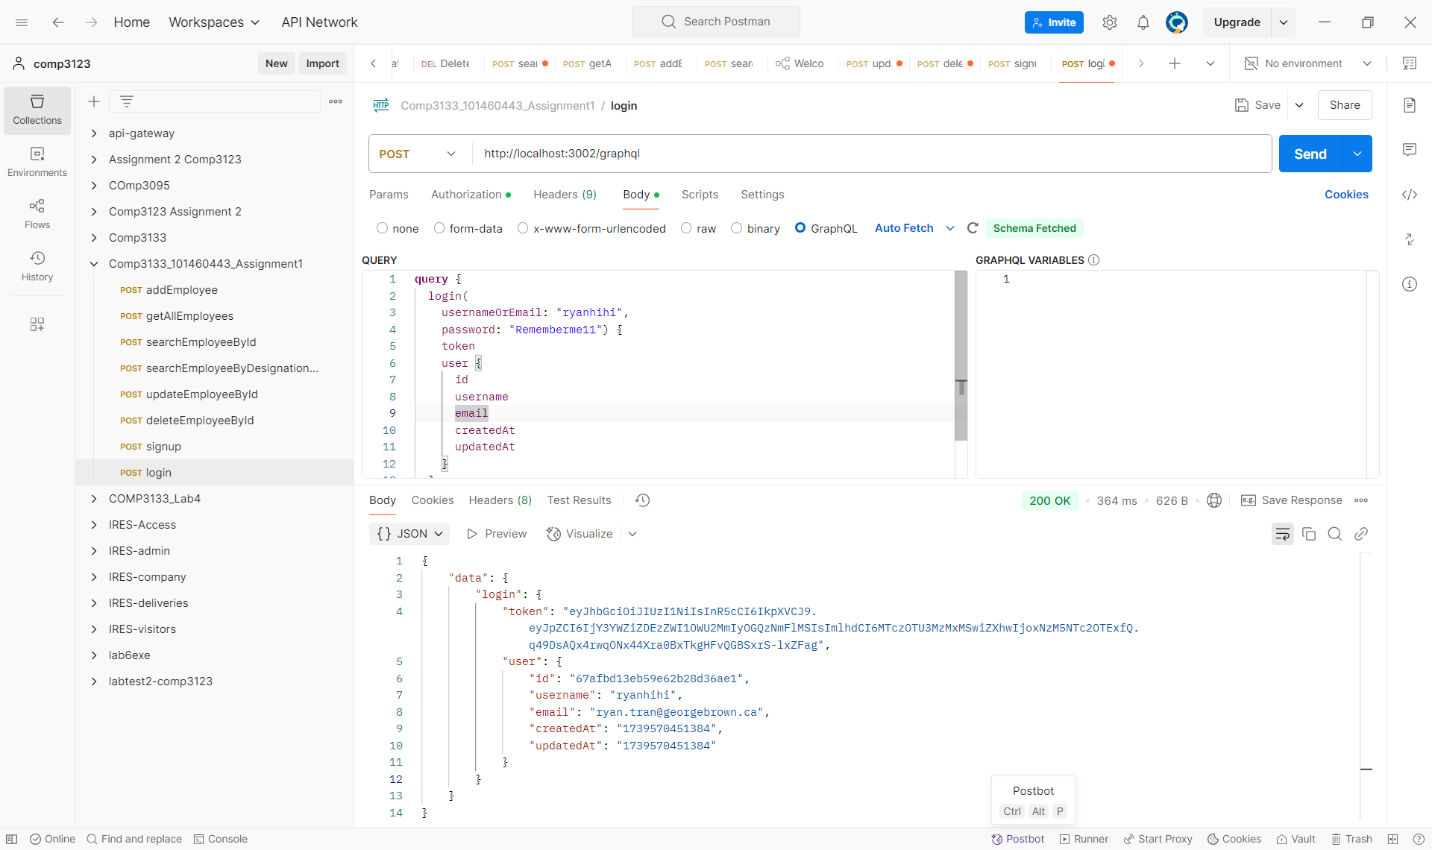 Home
Workspaces
API Network
Search Postman
Invite
Upgrade
comp3123
New
Import
DEL Delete
POST sear
POST getA
POST addE
POST sear
Welco
POST upd
POST dele
POST signu
POST logi
No environment
Collections
Environments
Flows
History
api-gateway
Assignment 2 Comp3123
COmp3095
Comp3123 Assignment 2
Comp3133
Comp3133_101460443_Assignment1
POST addEmployee
POST getAllEmployees
POST searchEmployeeById
POST searchEmployeeByDesignation...
POST updateEmployeeById
POST deleteEmployeeById
POST signup
POST login
COMP3133_Lab4
IRES-Access
IRES-admin
IRES-company
IRES-deliveries
IRES-visitors
lab6exe
labtest2-comp3123
HTTP Comp3133_101460443_Assignment1 / login
Save
Share
POST
http://localhost:3002/graphql
Send
Params
Authorization
Headers (9)
Body
Scripts
Settings
Cookies
none
form-data
x-www-form-urlencoded
raw
binary
GraphQL
Auto Fetch
Schema Fetched
QUERY
1 query {
2 login(
3 usernameOrEmail: "ryanhihi",
4 password: "Rememberme11") {
5 token
6 user {
7 id
8 username
9 email
10 createdAt
11 updatedAt
12 }
GRAPHQL VARIABLES
1
Body
Cookies
Headers (8)
Test Results
200 OK
364 ms
626 B
e.g. Save Response
{} JSON
Preview
Visualize
1 {
2 "data": {
3 "login": {
4 "token": "eyJhbGciOiJIUzI1NiIsInR5cCI6IkpXVCJ9.
eyJpZCI6IjY3YWZiZDEzZWI1OWU2MmIyOGQzNmFlMSIsImlhdCI6MTczOTU3MzMxMSwiZXhwIjoxNzM5NTc2OTExfQ.
q49DsAQx4rwqONx44Xra0BxTkgHFvQGBSxrS-lxZFag",
5 "user": {
6 "id": "67afbd13eb59e62b28d36ae1",
7 "username": "ryanhihi",
8 "email": "ryan.tran@georgebrown.ca",
9 "createdAt": "1739570451384",
10 "updatedAt": "1739570451384"
11 }
12 }
13 }
14 }
Postbot
Ctrl Alt P
Online
Find and replace
Console
Postbot
Runner
Start Proxy
Cookies
Vault
Trash